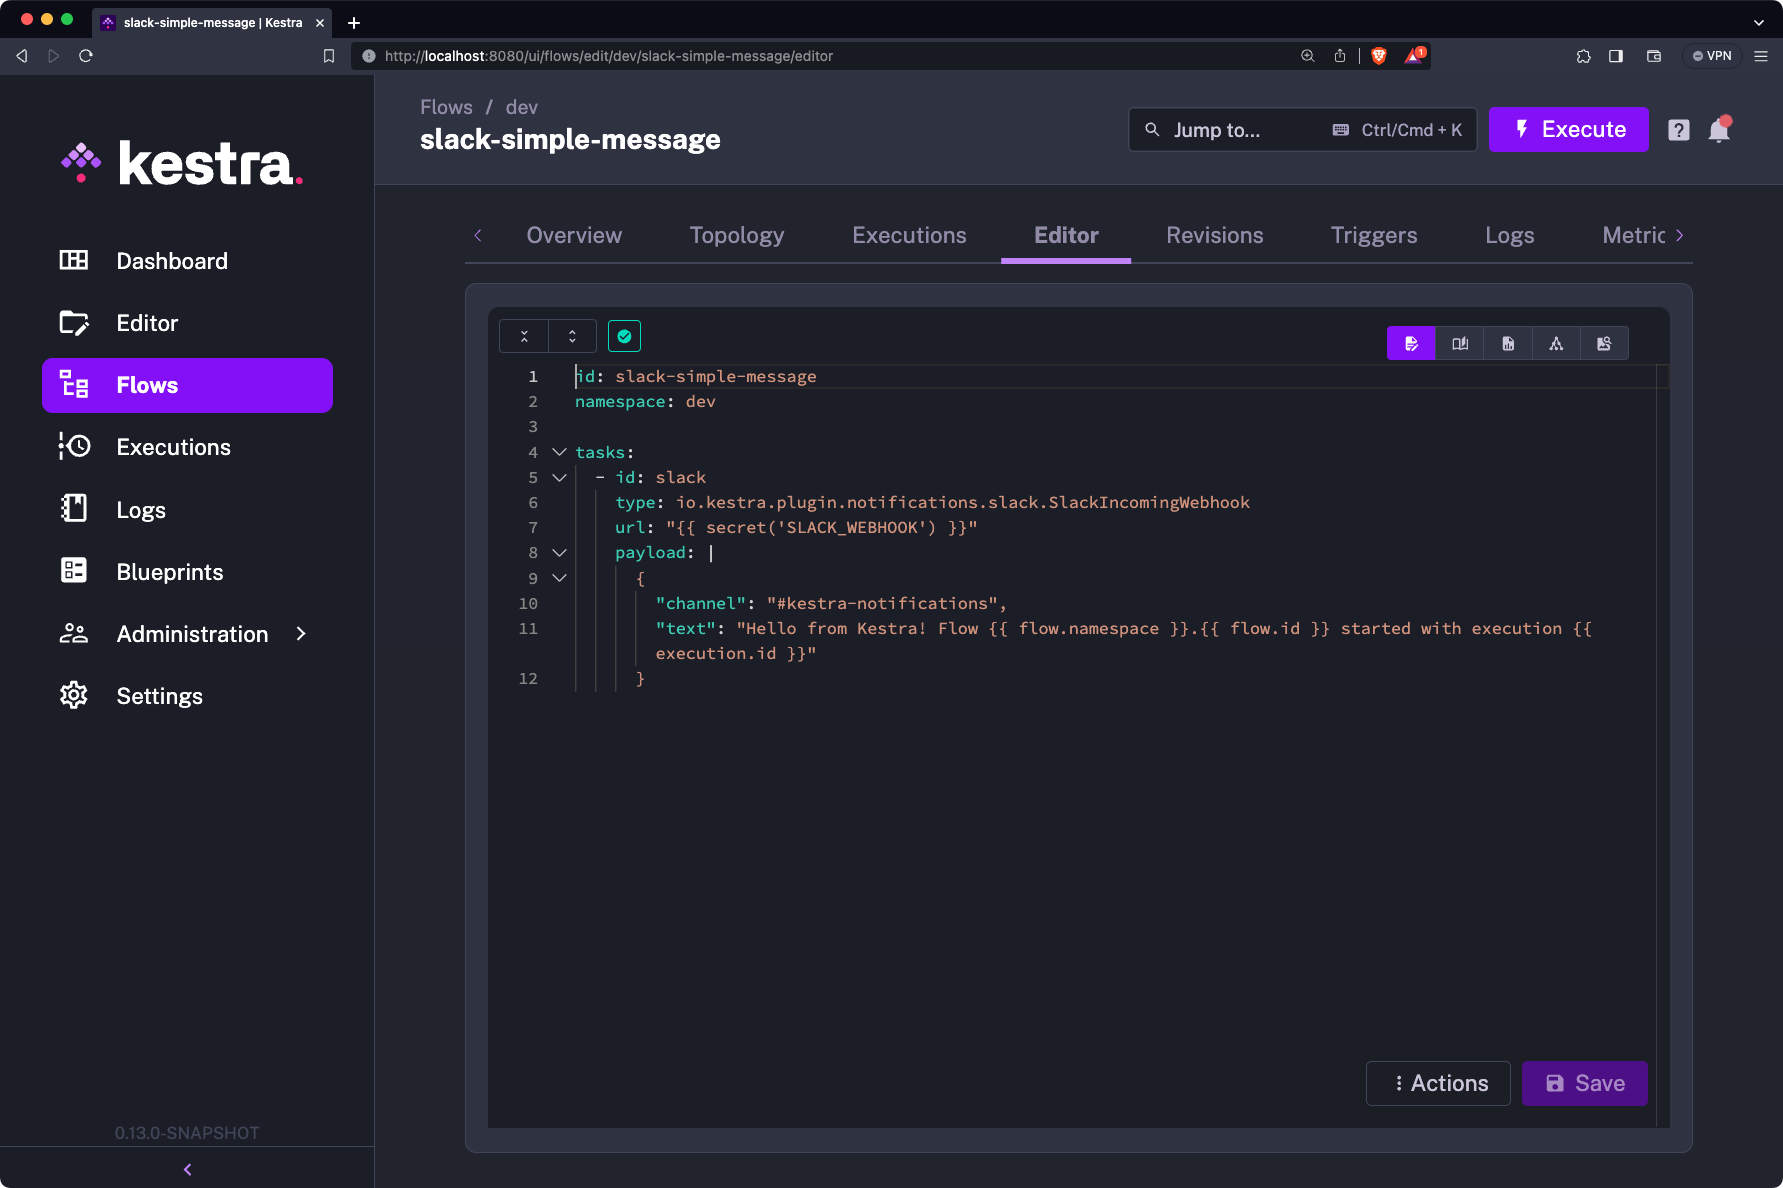 slack-simple-message | Kestra
http://localhost:8080/ui/flows/edit/dev/slack-simple-message/editor
1
VPN
kestra.
Flows / dev
slack-simple-message
Jump to...
Ctrl/Cmd + K
Execute
?
Dashboard
Editor
Flows
Executions
Logs
Blueprints
Administration
Settings
0.13.0-SNAPSHOT
Overview
Topology
Executions
Editor
Revisions
Triggers
Logs
Metric
1 id: slack-simple-message
2 namespace: dev
3
4 tasks:
5 - id: slack
6 type: io.kestra.plugin.notifications.slack.SlackIncomingWebhook
7 url: "{{ secret('SLACK_WEBHOOK') }}"
8 payload: |
9 {
10 "channel": "#kestra-notifications",
11 "text": "Hello from Kestra! Flow {{ flow.namespace }}.{{ flow.id }} started with execution {{
execution.id }}"
12 }
Actions
Save